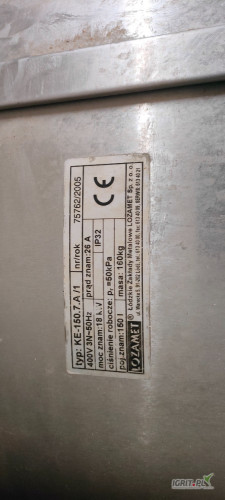 typ: KE-150.7.A/1
nr/rok 75762/2005
400V 3N~50Hz
prąd znam: 26 A
moc znam: 18 kW
IP32
ciśnienie robocze: p. =50kPa
poj.znam: 150 l
masa: 160kg
CE
LOZAMET
Łódzkie Zakłady Metalowe LOZAMET Sp. z o.o.
IGRIT.PL